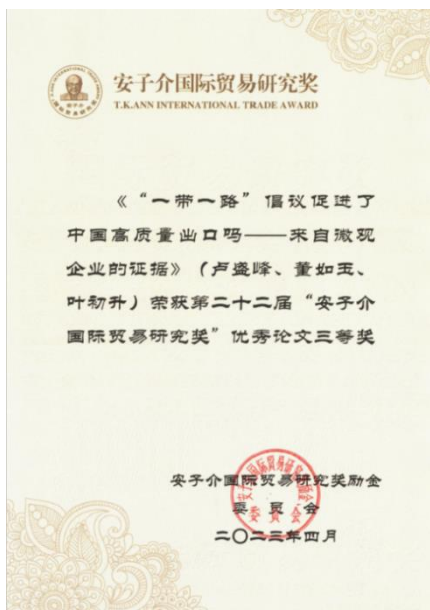 安子介国际贸易研究奖
T.K.ANN INTERNATIONAL TRADE AWARD
《“一带一路”倡议促进了
中国高质量出口吗——来自微观
企业的证据》（卢盛峰、董如玉、
叶初升）荣获第二十二届“安子介
国际贸易研究奖”优秀论文三等奖
安子介国际贸易研究奖励金
委员会
二〇二三年四月